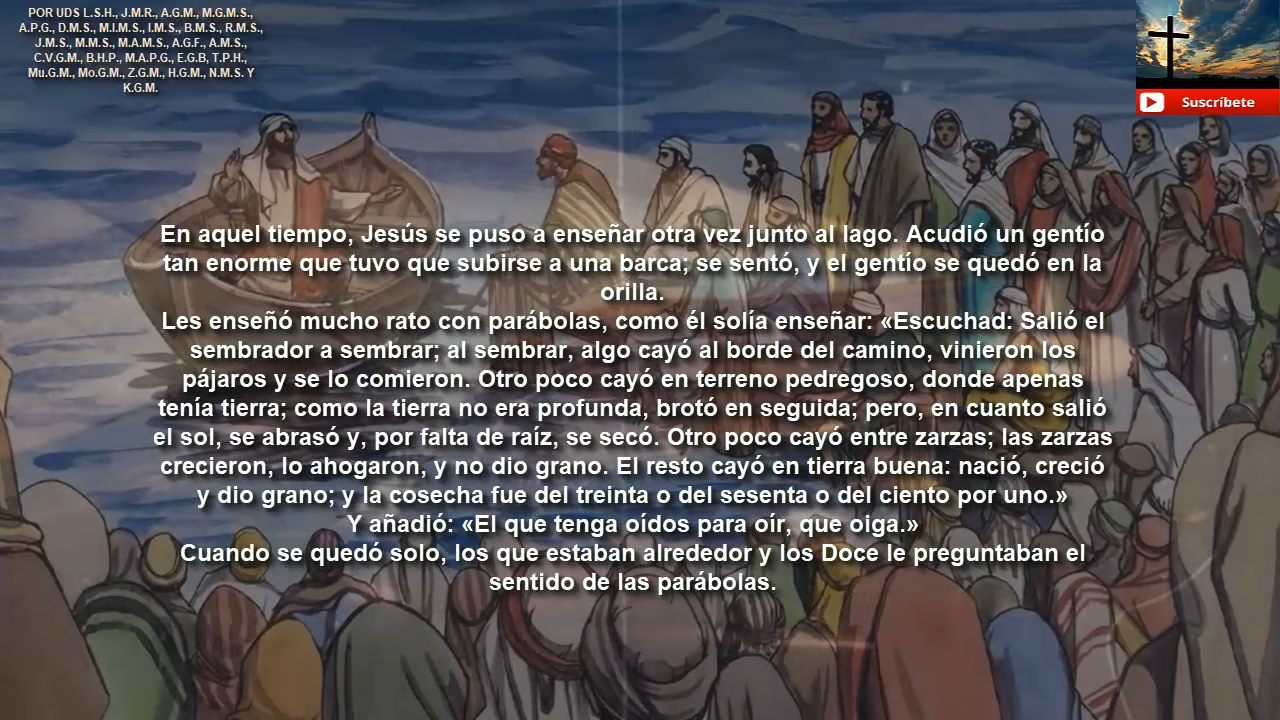 POR UDS L.S.H., J.M.R., A.G.M., M.G.M.S.,
A.P.G., D.M.S., M.I.M.S., I.M.S., B.M.S., R.M.S.,
J.M.S., M.M.S., M.A.M.S., A.G.F., A.M.S.,
C.V.G.M., B.H.P., M.A.P.G., E.G.B, T.P.H.,
Mu.G.M., Mo.G.M., Z.G.M., H.G.M., N.M.S. Y
K.G.M.
Suscríbete
En aquel tiempo, Jesús se puso a enseñar otra vez junto al lago. Acudió un gentío
tan enorme que tuvo que subirse a una barca; se sentó, y el gentío se quedó en la
orilla.
Les enseñó mucho rato con parábolas, como él solía enseñar: «Escuchad: Salió el
sembrador a sembrar; al sembrar, algo cayó al borde del camino, vinieron los
pájaros y se lo comieron. Otro poco cayó en terreno pedregoso, donde apenas
tenía tierra; como la tierra no era profunda, brotó en seguida; pero, en cuanto salió
el sol, se abrasó y, por falta de raíz, se secó. Otro poco cayó entre zarzas; las zarzas
crecieron, lo ahogaron, y no dio grano. El resto cayó en tierra buena: nació, creció
y dio grano; y la cosecha fue del treinta o del sesenta o del ciento por uno.»
Y añadió: «El que tenga oídos para oír, que oiga.»
Cuando se quedó solo, los que estaban alrededor y los Doce le preguntaban el
sentido de las parábolas.